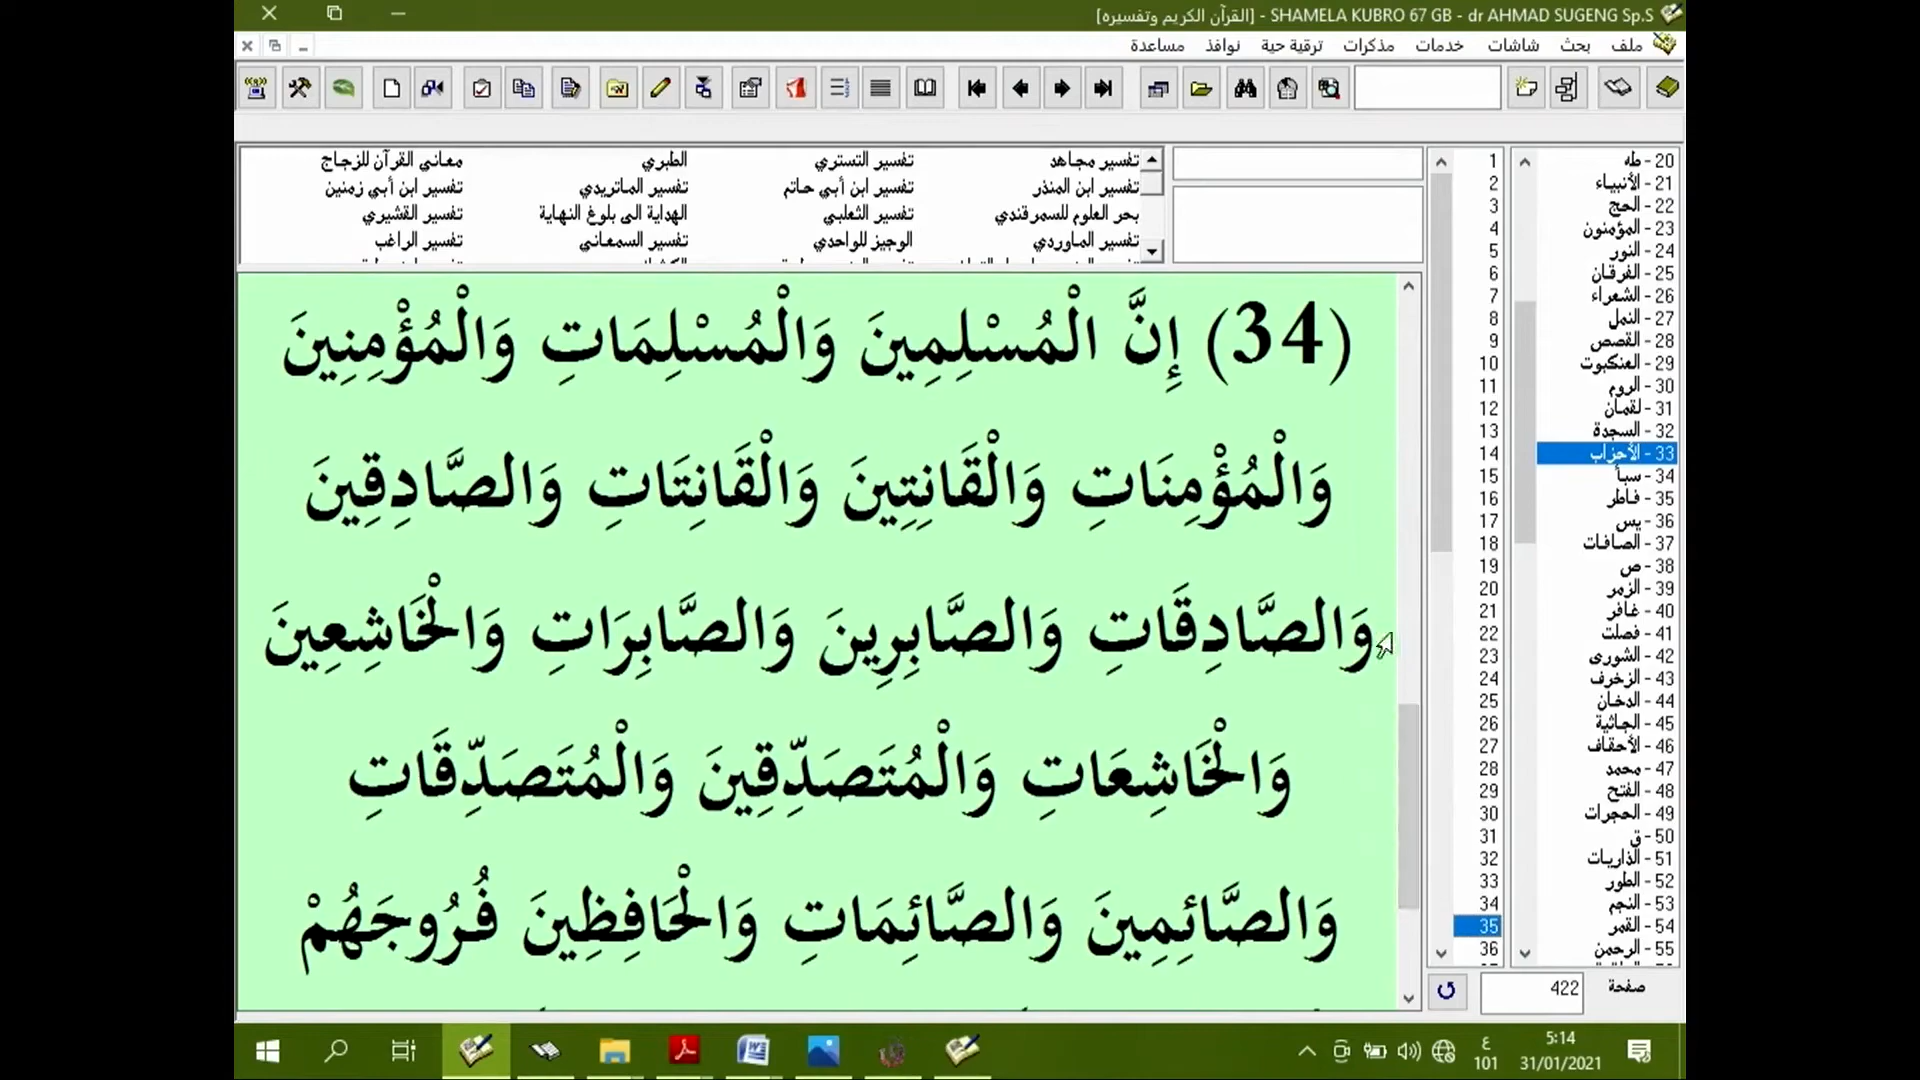 [القرآن الكريم وتفسيره] - SHAMELA KUBRO 67 GB - dr AHMAD SUGENG Sp.S
ملف بحث شاشات خدمات مذكرات ترقية حية نوافذ مساعدة
تفسير مجاهد تفسير التستري الطبري معاني القرآن للزجاج
تفسير ابن المنذر تفسير ابن أبي حاتم تفسير الماتريدي تفسير ابن أبي زمنين
بحر العلوم للسمرقندي تفسير الثعلبي الهداية الى بلوغ النهاية تفسير القشيري
تفسير الماوردي الوجيز للواحدي تفسير السمعاني تفسير الراغب
(34) إِنَّ الْمُسْلِمِينَ وَالْمُسْلِمَاتِ وَالْمُؤْمِنِينَ
وَالْمُؤْمِنَاتِ وَالْقَانِتِينَ وَالْقَانِتَاتِ وَالصَّادِقِينَ
وَالصَّادِقَاتِ وَالصَّابِرِينَ وَالصَّابِرَاتِ وَالْخَاشِعِينَ
وَالْخَاشِعَاتِ وَالْمُتَصَدِّقِينَ وَالْمُتَصَدِّقَاتِ
وَالصَّائِمِينَ وَالصَّائِمَاتِ وَالْحَافِظِينَ فُرُوجَهُمْ
20 - طه
21 - الأنبياء
22 - الحج
23 - المؤمنون
24 - النور
25 - الفرقان
26 - الشعراء
27 - النمل
28 - القصص
29 - العنكبوت
30 - الروم
31 - لقمان
32 - السجدة
33 - الأحزاب
34 - سبأ
35 - فاطر
36 - يس
37 - الصافات
38 - ص
39 - الزمر
40 - غافر
41 - فصلت
42 - الشورى
43 - الزخرف
44 - الدخان
45 - الجاثية
46 - الأحقاف
47 - محمد
48 - الفتح
49 - الحجرات
50 - ق
51 - الذاريات
52 - الطور
53 - النجم
54 - القمر
55 - الرحمن
1
2
3
4
5
6
7
8
9
10
11
12
13
14
15
16
17
18
19
20
21
22
23
24
25
26
27
28
29
30
31
32
33
34
35
36
صفحة 422
ع
101
5:14
31/01/2021